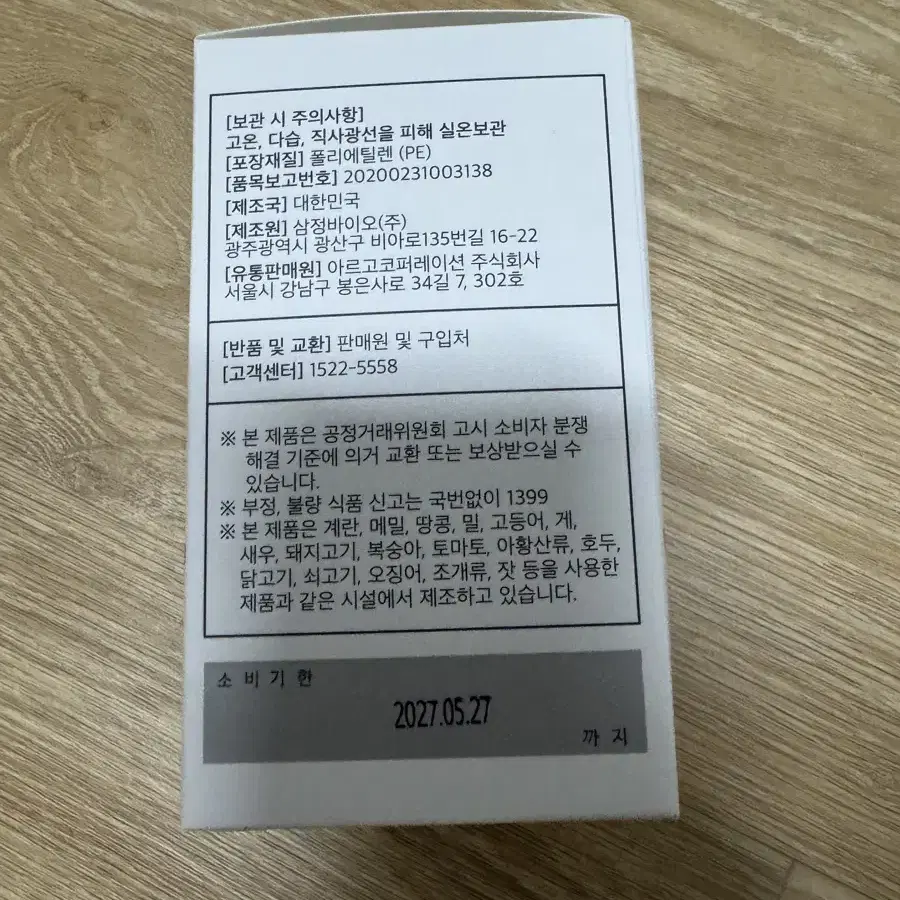 [보관 시 주의사항]
고온, 다습, 직사광선을 피해 실온보관
[포장재질] 폴리에틸렌 (PE)
[품목보고번호] 20200231003138
[제조국] 대한민국
[제조원] 삼정바이오(주)
광주광역시 광산구 비아로135번길 16-22
[유통판매원] 아르고코퍼레이션 주식회사
서울시 강남구 봉은사로 34길 7, 302호
[반품 및 교환] 판매원 및 구입처
[고객센터] 1522-5558
※ 본 제품은 공정거래위원회 고시 소비자 분쟁
해결 기준에 의거 교환 또는 보상받으실 수
있습니다.
※ 부정, 불량 식품 신고는 국번없이 1399
※ 본 제품은 계란, 메밀, 땅콩, 밀, 고등어, 게,
새우, 돼지고기, 복숭아, 토마토, 아황산류, 호두,
닭고기, 쇠고기, 오징어, 조개류, 잣 등을 사용한
제품과 같은 시설에서 제조하고 있습니다.
소비기한
2027.05.27
까지